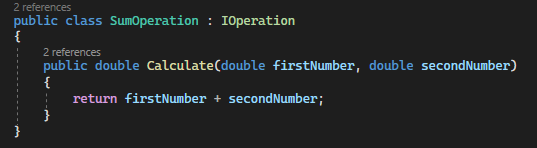 2 references
public class SumOperation : IOperation
{
2 references
public double Calculate(double firstNumber, double secondNumber)
{
return firstNumber + secondNumber;
}
}